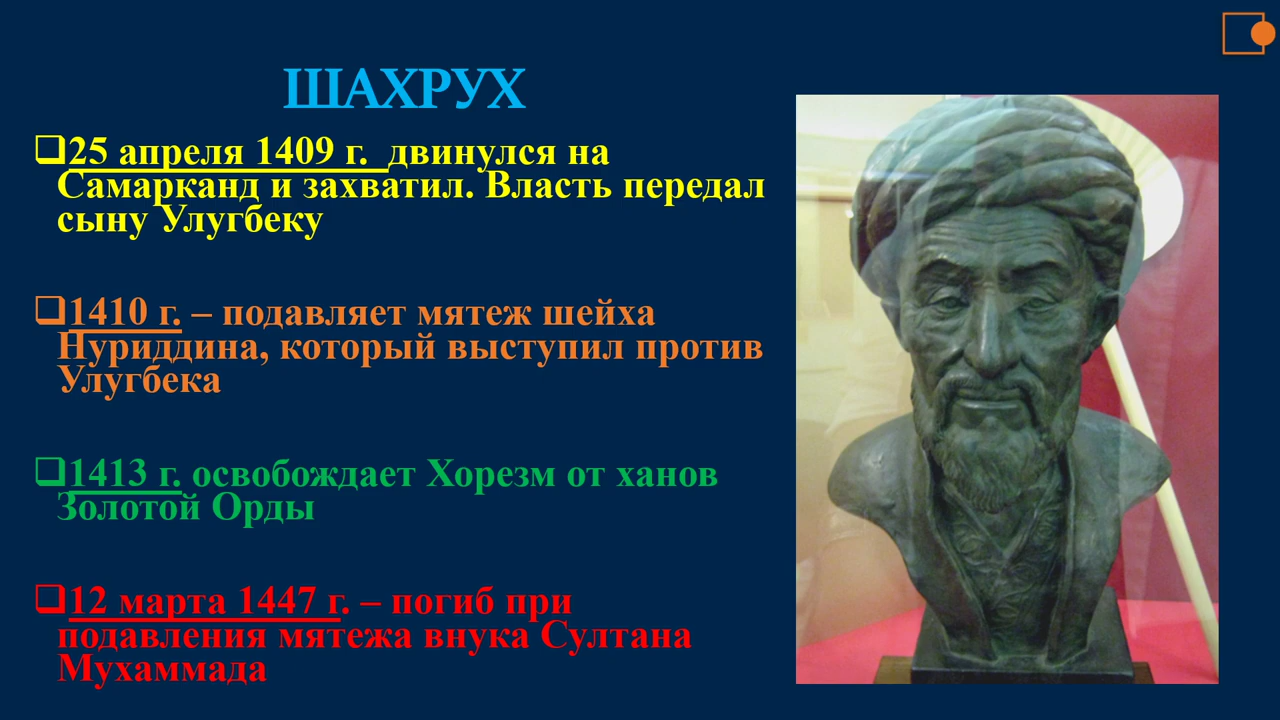 ШАХРУХ
❑25 апреля 1409 г. двинулся на
Самарканд и захватил. Власть передал
сыну Улугбеку
❑1410 г. – подавляет мятеж шейха
Нуриддина, который выступил против
Улугбека
❑1413 г. освобождает Хорезм от ханов
Золотой Орды
❑12 марта 1447 г. – погиб при
подавления мятежа внука Султана
Мухаммада